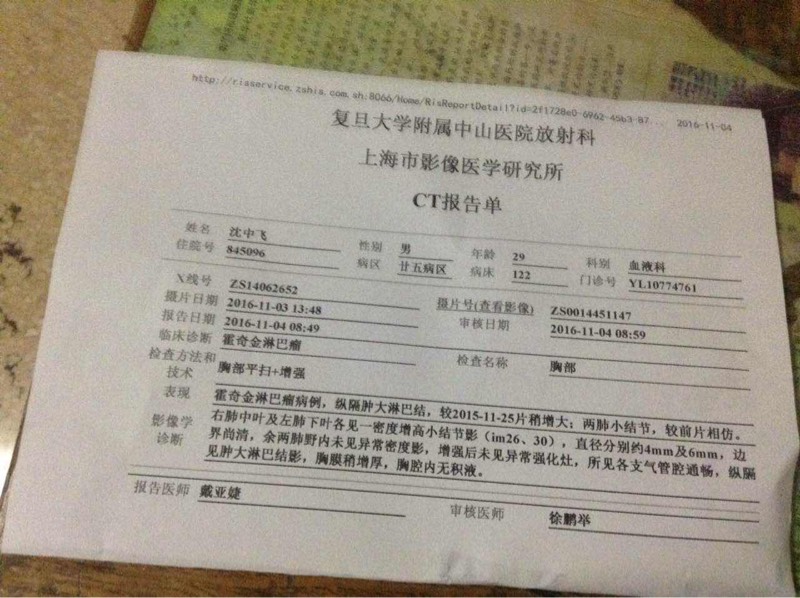 http://risservice.zshis.com.sh:8066/Home/RisReportDetail?id=2f1728e0-6962-45b3-87... 2016-11-04
复旦大学附属中山医院放射科
上海市影像医学研究所
CT报告单
姓名 沈中飞 性别 男 年龄 29 科别 血液科
住院号 845096 病区 廿五病区 病床 122 门诊号 YL10774761
X线号 ZS14062652 摄片号(查看影像) ZS0014451147
摄片日期 2016-11-03 13:48
报告日期 2016-11-04 08:49 审核日期 2016-11-04 08:59
临床诊断 霍奇金淋巴瘤
检查方法和技术 胸部平扫+增强 检查名称 胸部
表现 霍奇金淋巴瘤病例，纵隔肿大淋巴结，较2015-11-25片稍增大；两肺小结节，较前片相仿。
影像学诊断 右肺中叶及左肺下叶各见一密度增高小结节影（im26、30），直径分别约4mm及6mm，边
界尚清，余两肺野内未见异常密度影，增强后未见异常强化灶，所见各支气管腔通畅，纵隔
见肿大淋巴结影，胸膜稍增厚，胸腔内无积液。
报告医师 戴亚婕 审核医师 徐鹏举